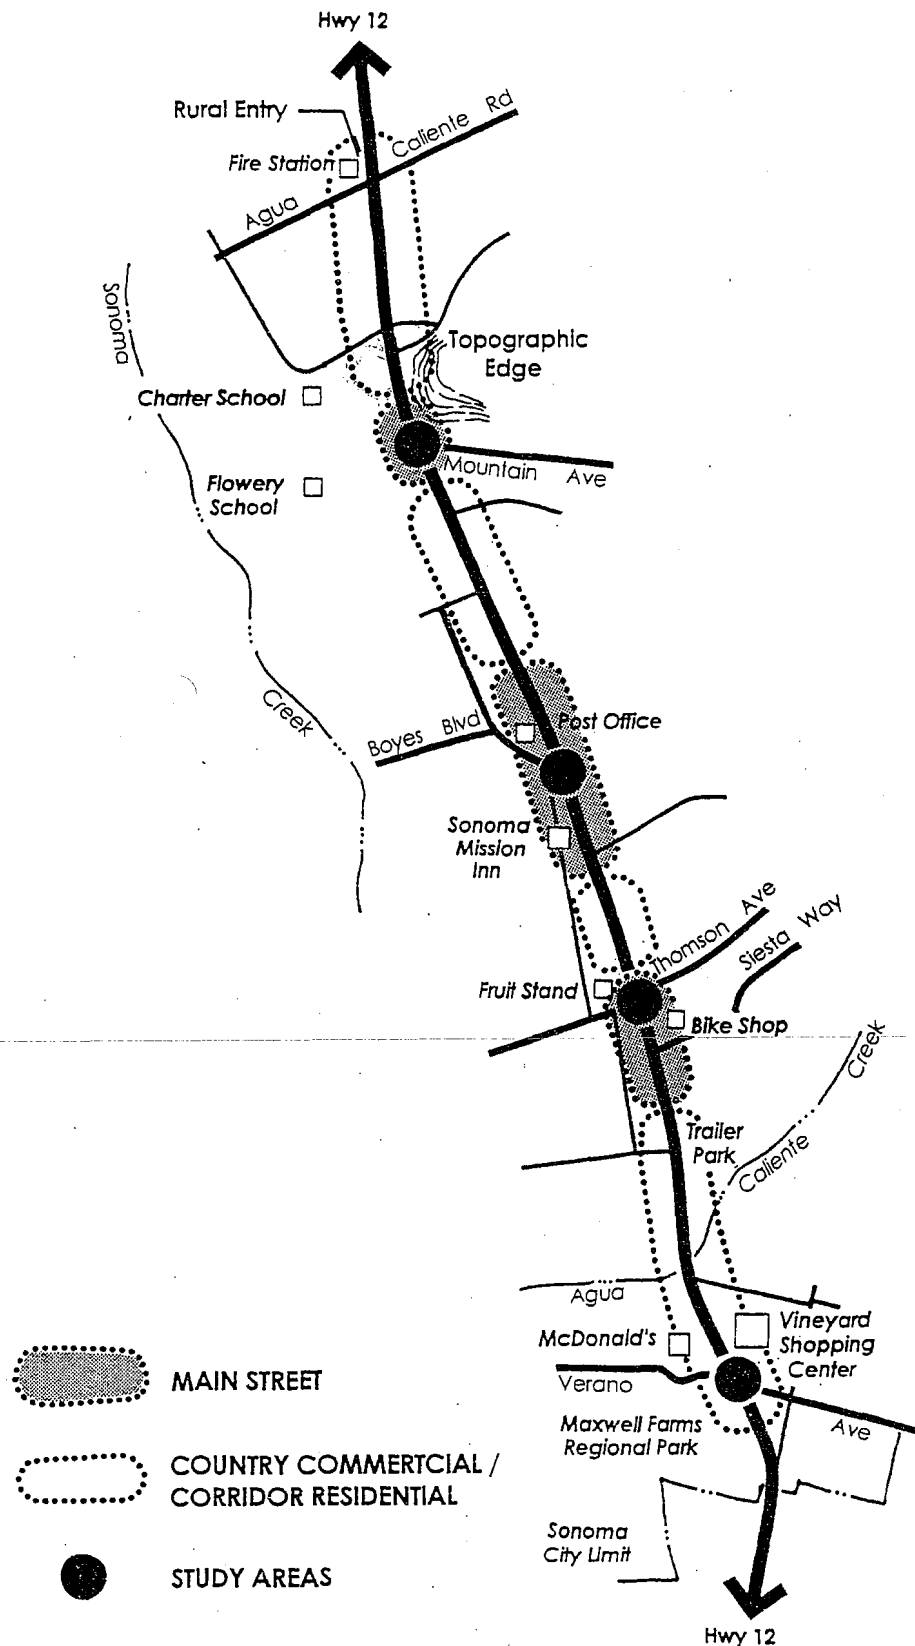 Hwy 12
Rural Entry
Caliente Rd
Fire Station
Agua
Sonoma
Topographic
Edge
Charter School
Mountain Ave
Flowery
School
Creek
Post Office
Boyes Blvd
Sonoma
Mission
Inn
Thomson Ave
Siesta Way
Fruit Stand
Bike Shop
Creek
Trailer
Park
Caliente
Agua
McDonald's
Vineyard
Shopping
Center
Verano
Ave
Maxwell Farms
Regional Park
Sonoma
City Limit
Hwy 12
MAIN STREET
COUNTRY COMMERTCIAL /
CORRIDOR RESIDENTIAL
STUDY AREAS